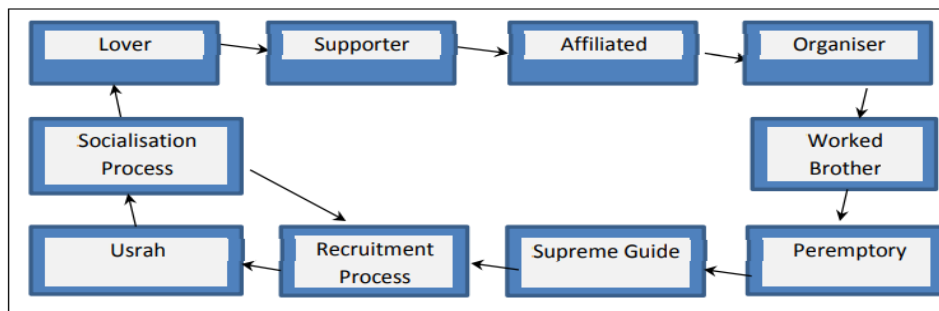 Lover
Supporter
Affiliated
Organiser
Socialisation
Process
Worked
Brother
Usrah
Recruitment
Process
Supreme Guide
Peremptory